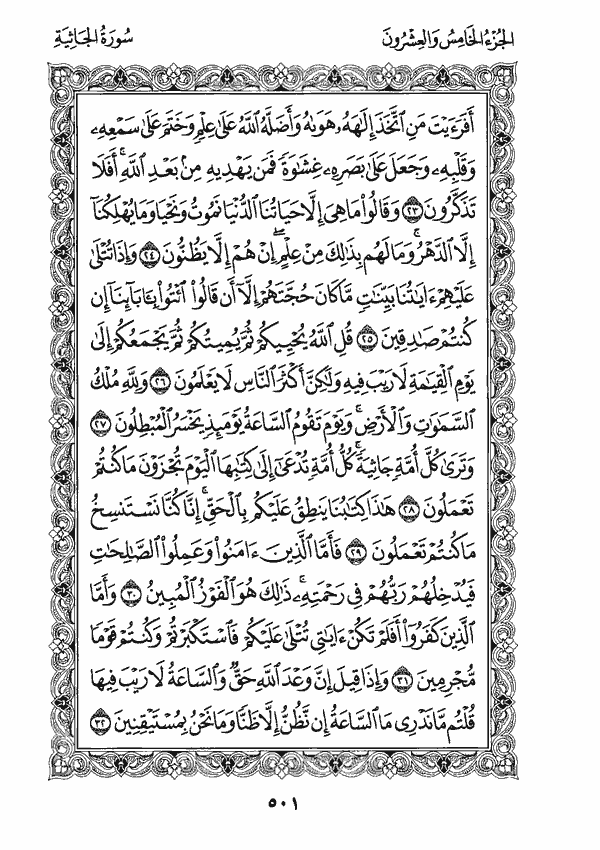 الجُزْءُ الخَامِسُ وَالعِشْرُونَ
سُورَةُ الجَاثِيَةِ
أَفَرَءَيْتَ مَنِ ٱتَّخَذَ إِلَٰهَهُۥ هَوَىٰهُ وَأَضَلَّهُ ٱللَّهُ عَلَىٰ عِلْمٍ وَخَتَمَ عَلَىٰ سَمْعِهِۦ
وَقَلْبِهِۦ وَجَعَلَ عَلَىٰ بَصَرِهِۦ غِشَٰوَةً فَمَن يَهْدِيهِ مِنۢ بَعْدِ ٱللَّهِ ۚ أَفَلَا
تَذَكَّرُونَ ٢٣ وَقَالُوا۟ مَا هِىَ إِلَّا حَيَاتُنَا ٱلدُّنْيَا نَمُوتُ وَنَحْيَا وَمَا يُهْلِكُنَآ
إِلَّا ٱلدَّهْرُ ۚ وَمَا لَهُم بِذَٰلِكَ مِنْ عِلْمٍ ۖ إِنْ هُمْ إِلَّا يَظُنُّونَ ٢٤ وَإِذَا تُتْلَىٰ
عَلَيْهِمْ ءَايَٰتُنَا بَيِّنَٰتٍ مَّا كَانَ حُجَّتَهُمْ إِلَّآ أَن قَالُوا۟ ٱئْتُوا۟ بِـَٔابَآئِنَآ إِن
كُنتُمْ صَٰدِقِينَ ٢٥ قُلِ ٱللَّهُ يُحْيِيكُمْ ثُمَّ يُمِيتُكُمْ ثُمَّ يَجْمَعُكُمْ إِلَىٰ
يَوْمِ ٱلْقِيَٰمَةِ لَا رَيْبَ فِيهِ وَلَٰكِنَّ أَكْثَرَ ٱلنَّاسِ لَا يَعْلَمُونَ ٢٦ وَلِلَّهِ مُلْكُ
ٱلسَّمَٰوَٰتِ وَٱلْأَرْضِ ۚ وَيَوْمَ تَقُومُ ٱلسَّاعَةُ يَوْمَئِذٍ يَخْسَرُ ٱلْمُبْطِلُونَ ٢٧
وَتَرَىٰ كُلَّ أُمَّةٍ جَاثِيَةً ۚ كُلُّ أُمَّةٍ تُدْعَىٰٓ إِلَىٰ كِتَٰبِهَا ٱلْيَوْمَ تُجْزَوْنَ مَا كُنتُمْ
تَعْمَلُونَ ٢٨ هَٰذَا كِتَٰبُنَا يَنطِقُ عَلَيْكُم بِٱلْحَقِّ ۚ إِنَّا كُنَّا نَسْتَنسِخُ
مَا كُنتُمْ تَعْمَلُونَ ٢٩ فَأَمَّا ٱلَّذِينَ ءَامَنُوا۟ وَعَمِلُوا۟ ٱلصَّٰلِحَٰتِ
فَيُدْخِلُهُمْ رَبُّهُمْ فِى رَحْمَتِهِۦ ۚ ذَٰلِكَ هُوَ ٱلْفَوْزُ ٱلْمُبِينُ ٣٠ وَأَمَّا
ٱلَّذِينَ كَفَرُوٓا۟ أَفَلَمْ تَكُنْ ءَايَٰتِى تُتْلَىٰ عَلَيْكُمْ فَٱسْتَكْبَرْتُمْ وَكُنتُمْ قَوْمًا
مُّجْرِمِينَ ٣١ وَإِذَا قِيلَ إِنَّ وَعْدَ ٱللَّهِ حَقٌّ وَٱلسَّاعَةُ لَا رَيْبَ فِيهَا
قُلْتُم مَّا نَدْرِى مَا ٱلسَّاعَةُ إِن نَّظُنُّ إِلَّا ظَنًّا وَمَا نَحْنُ بِمُسْتَيْقِنِينَ ٣٢
٥٠١